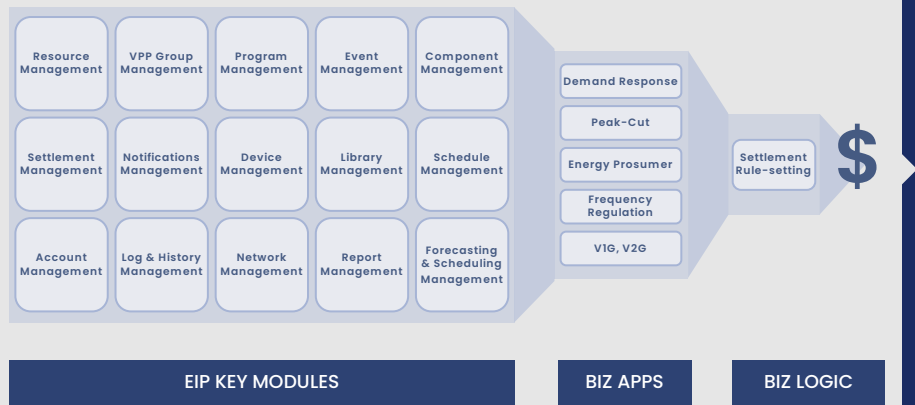 Resource
Management
VPP Group
Management
Program
Management
Event
Management
Component
Management
Settlement
Management
Notifications
Management
Device
Management
Library
Management
Schedule
Management
Account
Management
Log & History
Management
Network
Management
Report
Management
Forecasting
& Scheduling
Management
Demand Response
Peak-Cut
Energy Prosumer
Frequency
Regulation
V1G, V2G
Settlement
Rule-setting
$
EIP KEY MODULES
BIZ APPS
BIZ LOGIC